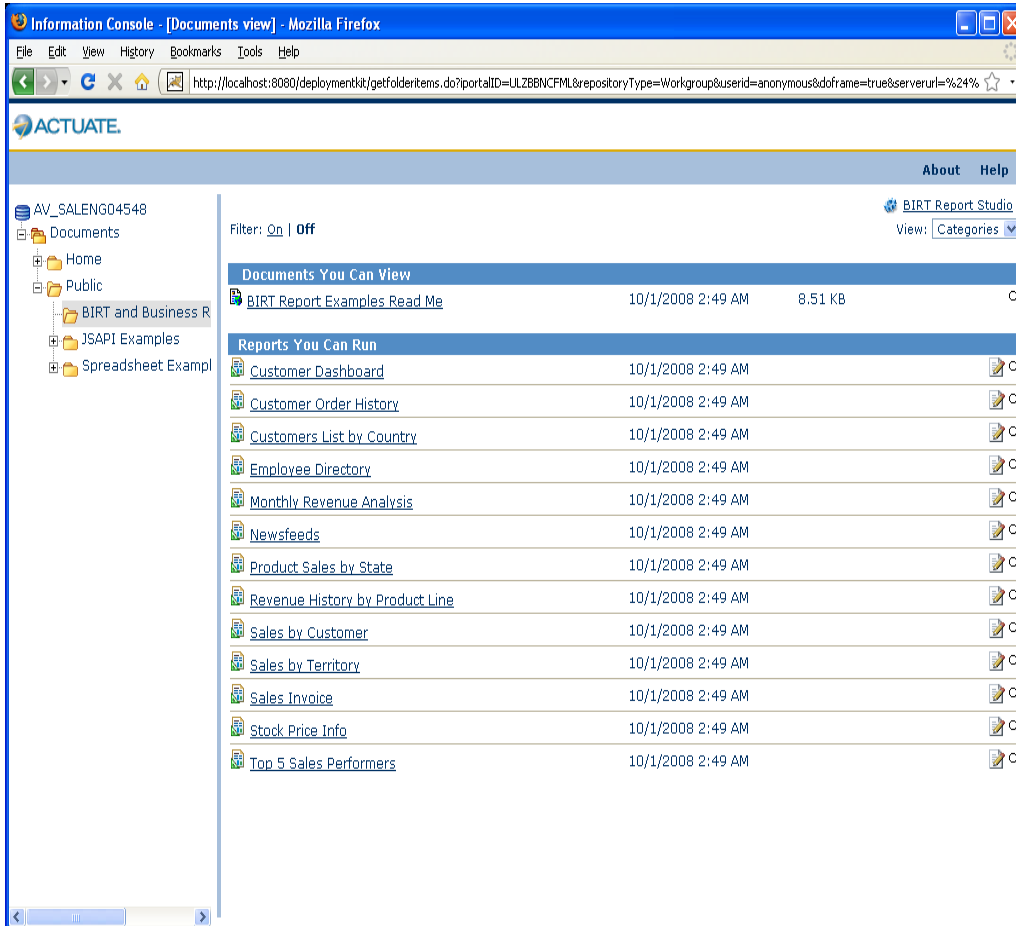 Information Console - [Documents view] - Mozilla Firefox
File Edit View History Bookmarks Tools Help
http://localhost:8080/deploymentkit/getfolderitems.do?iportalID=ULZBBNCFML&repositoryType=Workgroup&userid=anonymous&doframe=true&serverurl=%24%
ACTUATE.
About Help
AV_SALENG04548
Documents
Home
Public
BIRT and Business R
JSAPI Examples
Spreadsheet Exampl
BIRT Report Studio
Filter: On | Off
View: Categories
Documents You Can View
BIRT Report Examples Read Me 10/1/2008 2:49 AM 8.51 KB
Reports You Can Run
Customer Dashboard 10/1/2008 2:49 AM
Customer Order History 10/1/2008 2:49 AM
Customers List by Country 10/1/2008 2:49 AM
Employee Directory 10/1/2008 2:49 AM
Monthly Revenue Analysis 10/1/2008 2:49 AM
Newsfeeds 10/1/2008 2:49 AM
Product Sales by State 10/1/2008 2:49 AM
Revenue History by Product Line 10/1/2008 2:49 AM
Sales by Customer 10/1/2008 2:49 AM
Sales by Territory 10/1/2008 2:49 AM
Sales Invoice 10/1/2008 2:49 AM
Stock Price Info 10/1/2008 2:49 AM
Top 5 Sales Performers 10/1/2008 2:49 AM